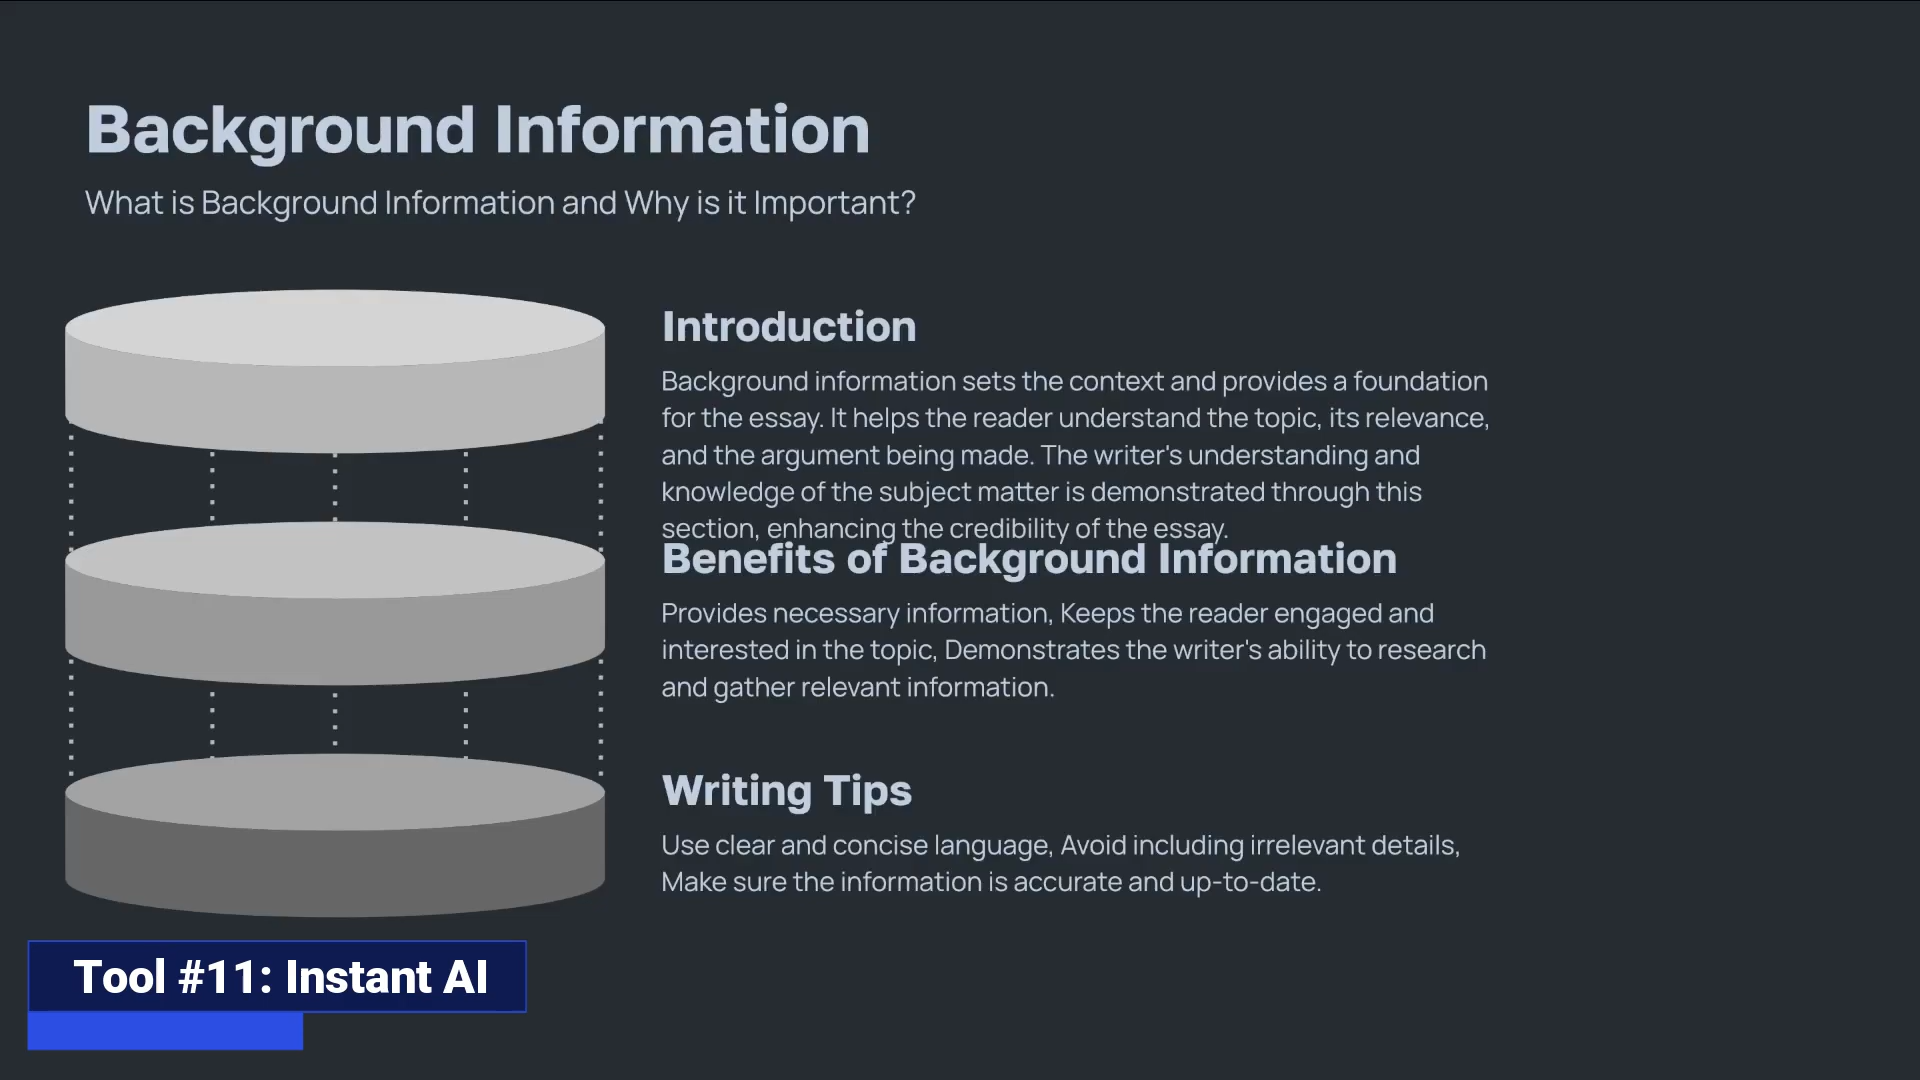 Background Information
What is Background Information and Why is it Important?
Introduction
Background information sets the context and provides a foundation
for the essay. It helps the reader understand the topic, its relevance,
and the argument being made. The writer's understanding and
knowledge of the subject matter is demonstrated through this
section, enhancing the credibility of the essay.
Benefits of Background Information
Provides necessary information, Keeps the reader engaged and
interested in the topic, Demonstrates the writer's ability to research
and gather relevant information.
Writing Tips
Use clear and concise language, Avoid including irrelevant details,
Make sure the information is accurate and up-to-date.
Tool #11: Instant AI